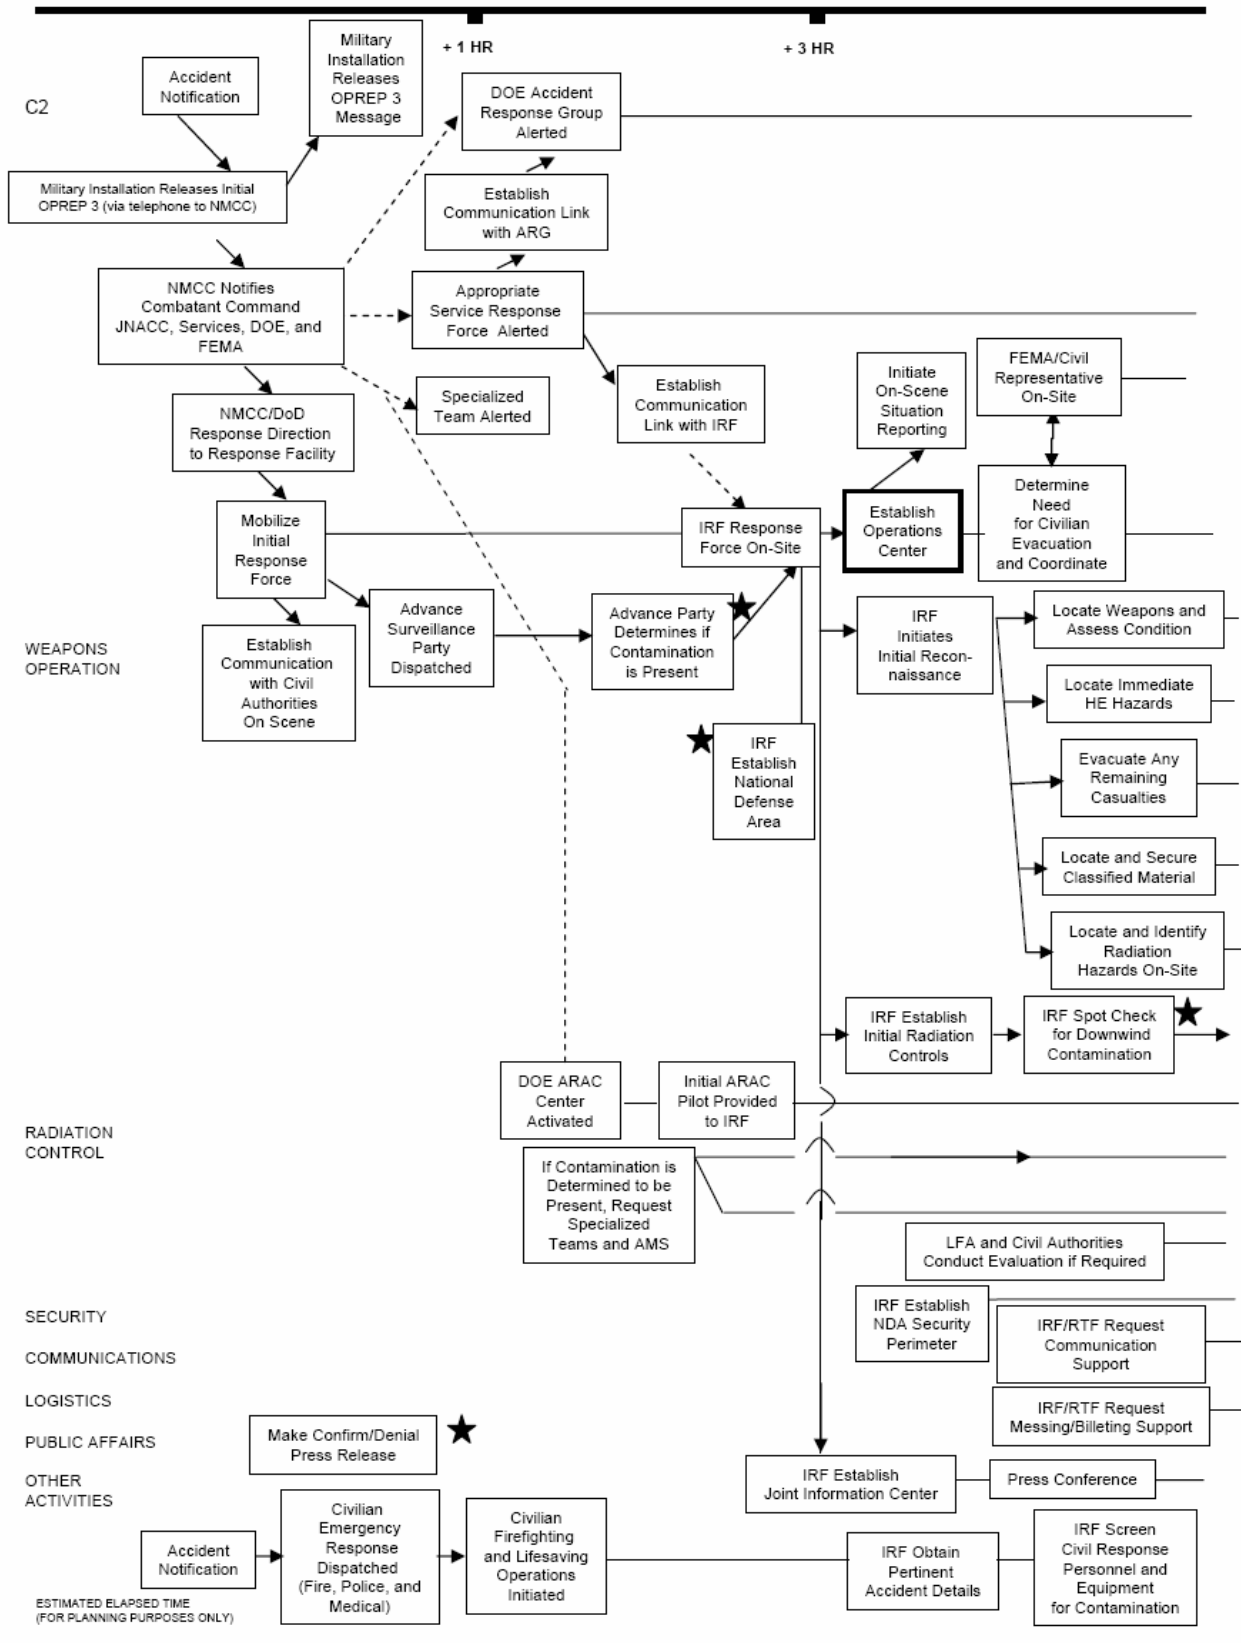 + 1 HR
+ 3 HR
C2
Accident
Notification
Military
Installation
Releases
OPREP 3
Message
DOE Accident
Response Group
Alerted
Military Installation Releases Initial
OPREP 3 (via telephone to NMCC)
Establish
Communication Link
with ARG
NMCC Notifies
Combatant Command
JNACC, Services, DOE, and
FEMA
Appropriate
Service Response
Force Alerted
Specialized
Team Alerted
Establish
Communication
Link with IRF
Initiate
On-Scene
Situation
Reporting
FEMA/Civil
Representative
On-Site
NMCC/DoD
Response Direction
to Response Facility
Mobilize
Initial
Response
Force
IRF Response
Force On-Site
Establish
Operations
Center
Determine
Need
for Civilian
Evacuation
and Coordinate
WEAPONS
OPERATION
Establish
Communication
with Civil
Authorities
On Scene
Advance
Surveillance
Party
Dispatched
Advance Party
Determines if
Contamination
is Present
IRF
Initiates
Initial Recon-
naissance
Locate Weapons and
Assess Condition
Locate Immediate
HE Hazards
IRF
Establish
National
Defense
Area
Evacuate Any
Remaining
Casualties
Locate and Secure
Classified Material
Locate and Identify
Radiation
Hazards On-Site
IRF Establish
Initial Radiation
Controls
IRF Spot Check
for Downwind
Contamination
DOE ARAC
Center
Activated
Initial ARAC
Pilot Provided
to IRF
RADIATION
CONTROL
If Contamination is
Determined to be
Present, Request
Specialized
Teams and AMS
LFA and Civil Authorities
Conduct Evaluation if Required
SECURITY
IRF Establish
NDA Security
Perimeter
IRF/RTF Request
Communication
Support
COMMUNICATIONS
LOGISTICS
IRF/RTF Request
Messing/Billeting Support
PUBLIC AFFAIRS
Make Confirm/Denial
Press Release
IRF Establish
Joint Information Center
Press Conference
OTHER
ACTIVITIES
Accident
Notification
Civilian
Emergency
Response
Dispatched
(Fire, Police, and
Medical)
Civilian
Firefighting
and Lifesaving
Operations
Initiated
IRF Obtain
Pertinent
Accident Details
IRF Screen
Civil Response
Personnel and
Equipment
for Contamination
ESTIMATED ELAPSED TIME
(FOR PLANNING PURPOSES ONLY)